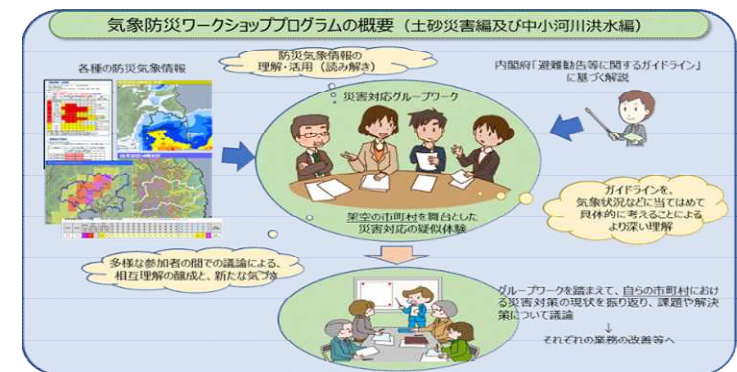 気象防災ワークショッププログラムの概要（土砂災害編及び中小河川洪水編）
各種の防災気象情報
防災気象情報の
理解・活用（読み解き）
内閣府「避難勧告等に関するガイドライン」
に基づく解説
災害対応グループワーク
架空の市町村を舞台とした
災害対応の疑似体験
ガイドラインを、
気象状況などに当てはめて
具体的に考えることによる
より深い理解
多様な参加者の間での議論による、
相互理解の醸成と、新たな気づき
グループワークを踏まえて、自らの市町村におけ
る災害対策の現状を振り返り、課題や解決
策について議論
↓
それぞれの業務の改善等へ